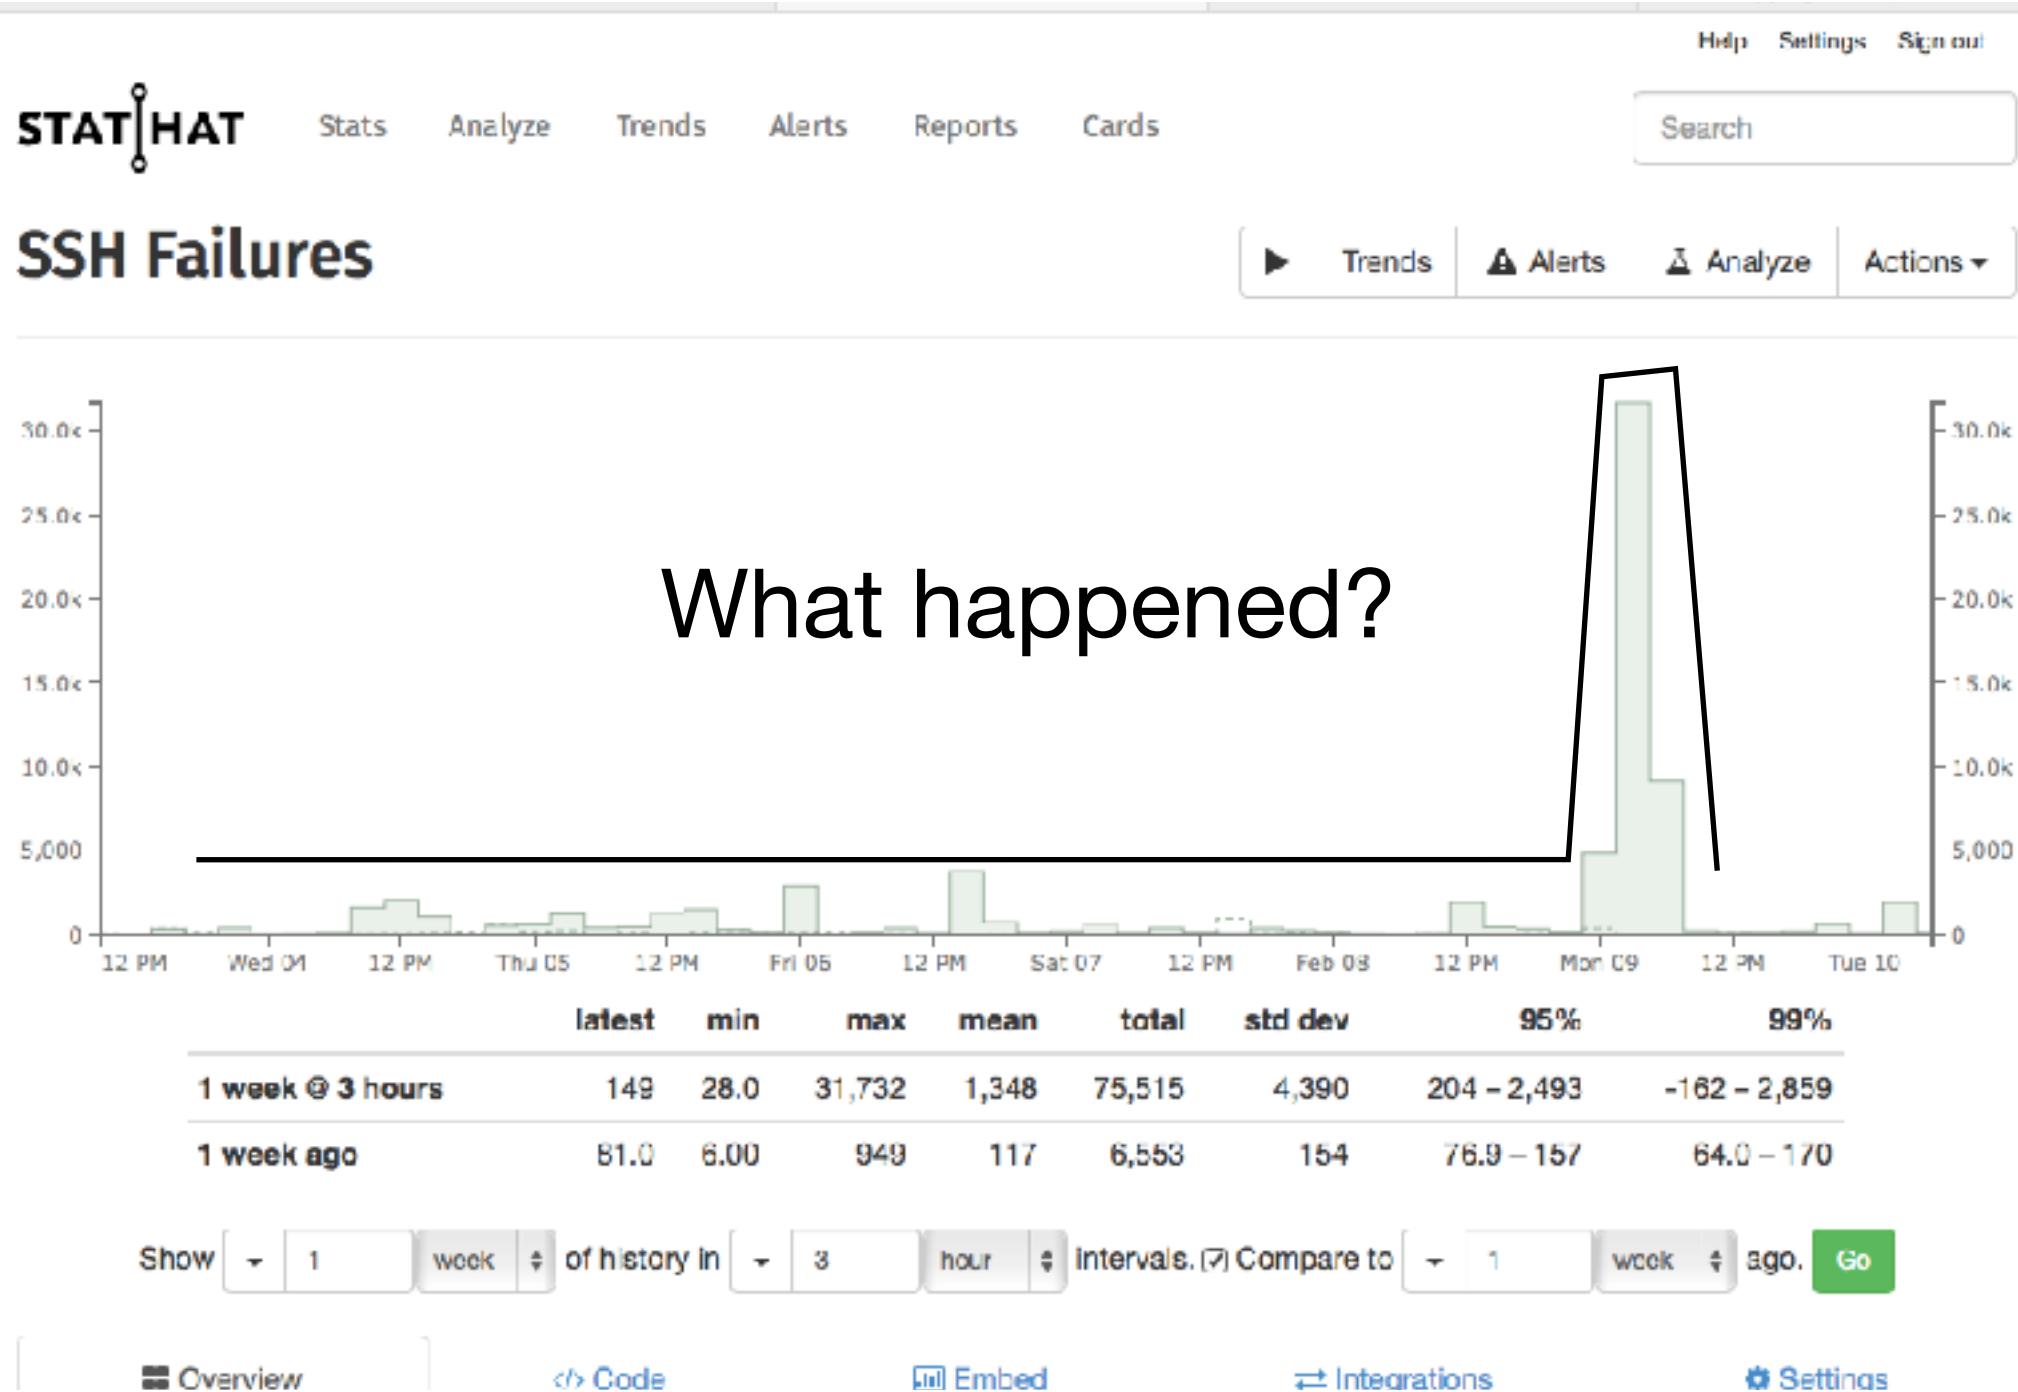 Help Settings Sign out
STAT HAT Stats Analyze Trends Alerts Reports Cards Search
SSH Failures Trends Alerts Analyze Actions
30.0k 30.0k
25.0k 25.0k
What happened?
20.0k 20.0k
15.0k 15.0k
10.0k 10.0k
5,000 5,000
0 0
12 PM Wed 04 12 PM Thu 05 12 PM Fri 06 12 PM Sat 07 12 PM Feb 08 12 PM Mon 09 12 PM Tue 10
latest min max mean total std dev 95% 99%
1 week @ 3 hours 149 28.0 31,732 1,348 75,515 4,390 204 – 2,493 -162 – 2,859
1 week ago 81.0 6.00 949 117 6,553 154 76.9 – 157 64.0 – 170
Show 1 week of history in 3 hour intervals. Compare to 1 week ago. Go
Overview Code Embed Integrations Settings